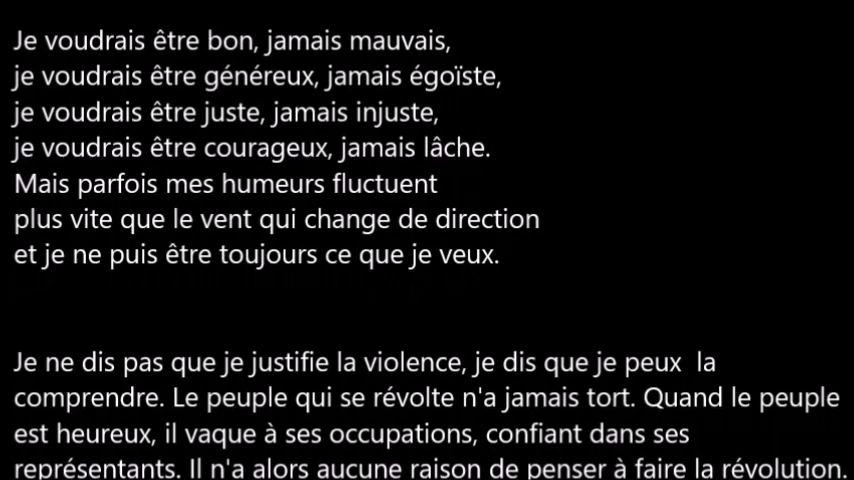 Je voudrais être bon, jamais mauvais,
je voudrais être généreux, jamais égoïste,
je voudrais être juste, jamais injuste,
je voudrais être courageux, jamais lâche.
Mais parfois mes humeurs fluctuent
plus vite que le vent qui change de direction
et je ne puis être toujours ce que je veux.
Je ne dis pas que je justifie la violence, je dis que je peux  la
comprendre. Le peuple qui se révolte n'a jamais tort. Quand le peuple
est heureux, il vaque à ses occupations, confiant dans ses
représentants. Il n'a alors aucune raison de penser à faire la révolution.